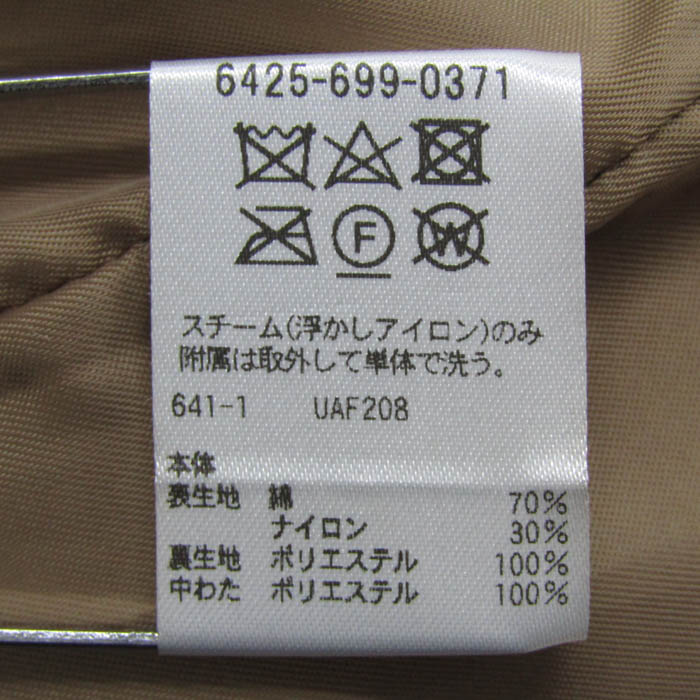 6425-699-0371
F
W
スチーム(浮かしアイロン)のみ
附属は取外して単体で洗う。
641-1 UAF208
本体
表生地 綿 70%
ナイロン 30%
裏生地 ポリエステル 100%
中わた ポリエステル 100%